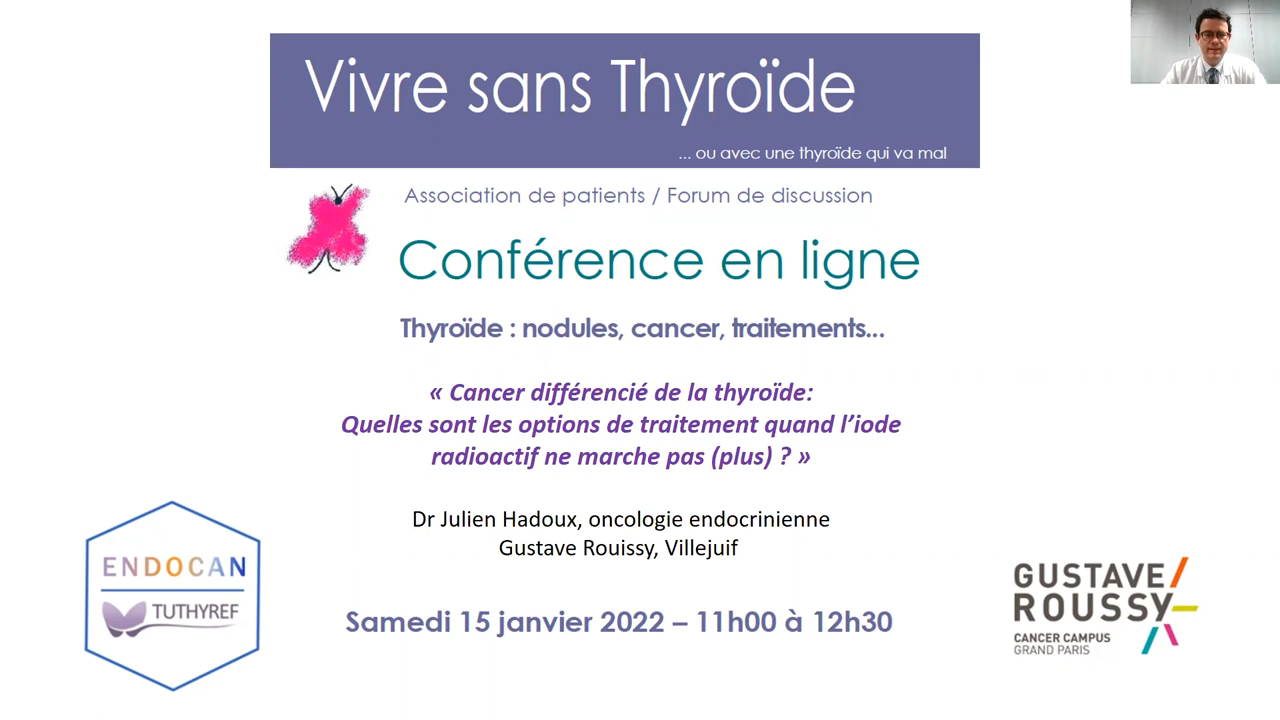 Vivre sans Thyroïde
... ou avec une thyroïde qui va mal
Association de patients / Forum de discussion
Conférence en ligne
Thyroïde : nodules, cancer, traitements...
« Cancer différencié de la thyroïde:
Quelles sont les options de traitement quand l’iode
radioactif ne marche pas (plus) ? »
Dr Julien Hadoux, oncologie endocrinienne
Gustave Rouissy, Villejuif
Samedi 15 janvier 2022 – 11h00 à 12h30
ENDOCAN
TUTHYREF
GUSTAVE
ROUSSY
CANCER CAMPUS
GRAND PARIS